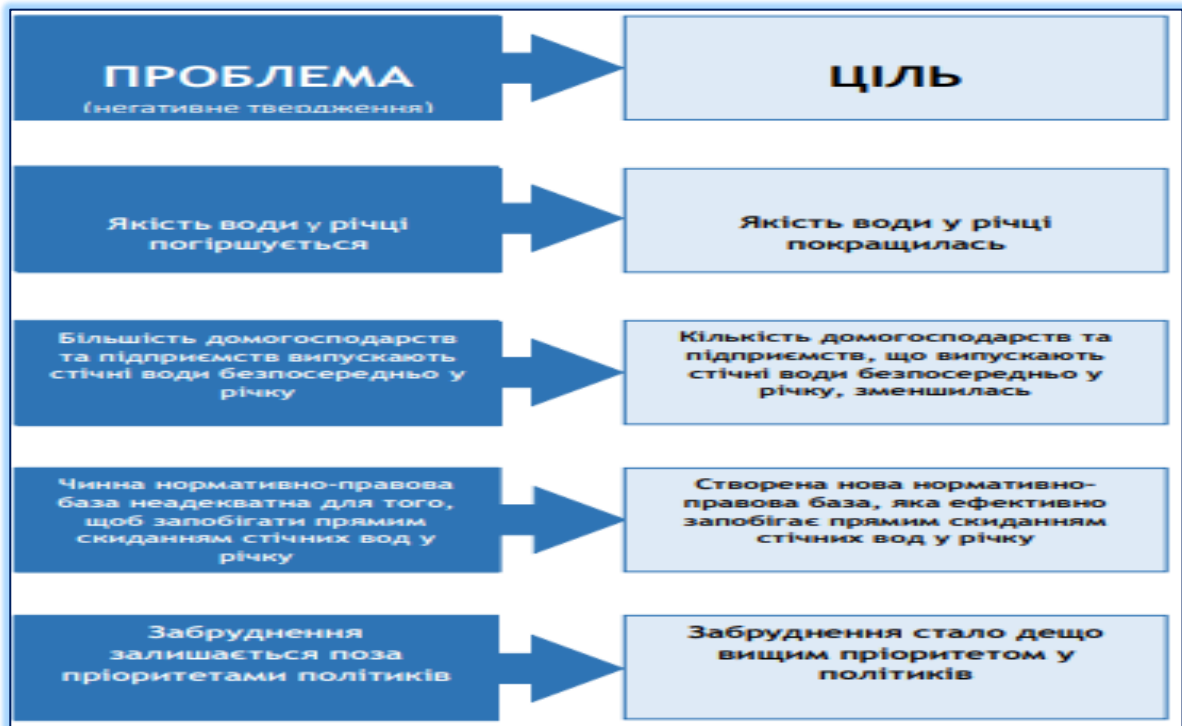 ПРОБЛЕМА
(негативне твердження)
ЦІЛЬ
Якість води у річці
погіршується
Якість води у річці
покращилась
Більшість домогосподарств
та підприємств випускають
стічні води безпосередньо у
річку
Кількість домогосподарств та
підприємств, що випускають
стічні води безпосередньо у
річку, зменшилась
Чинна нормативно-правова
база неадекватна для того,
щоб запобігати прямим
скиданням стічних вод у
річку
Створена нова нормативно-
правова база, яка ефективно
запобігає прямим скиданням
стічних вод у річку
Забруднення
залишається поза
пріоритетами політиків
Забруднення стало дещо
вищим пріоритетом у
політиків